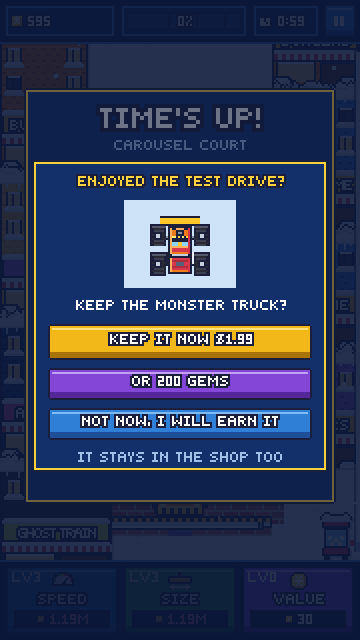 595
0%
0:59
TIME'S UP!
CAROUSEL COURT
ENJOYED THE TEST DRIVE?
KEEP THE MONSTER TRUCK?
KEEP IT NOW $1.99
OR 200 GEMS
NOT NOW, I WILL EARN IT
IT STAYS IN THE SHOP TOO
GHOST TRAIN
LV3
LV3
LV0
SPEED
SIZE
VALUE
1.19M
1.19M
30